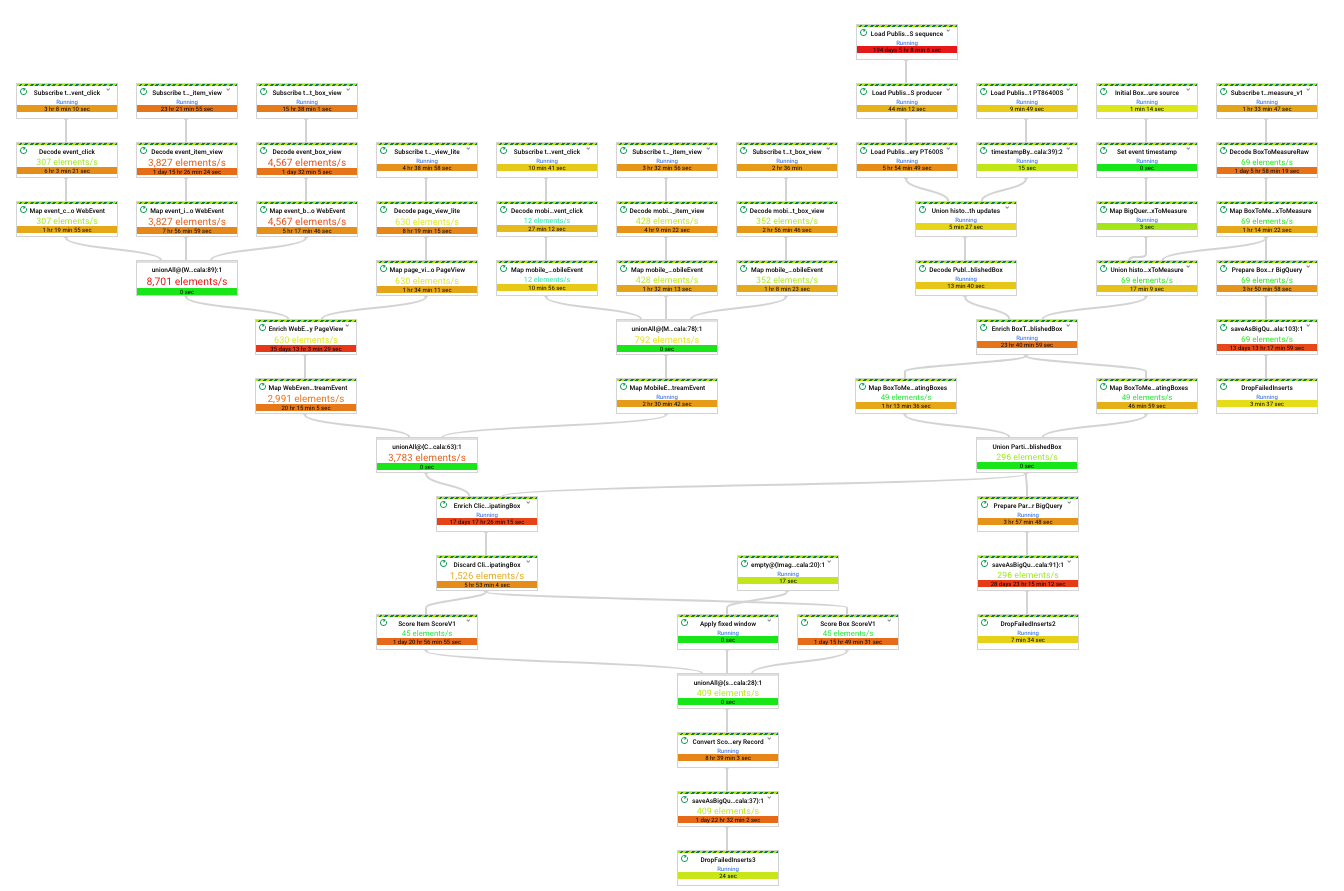 Load Publis...S sequence
Running
194 days 5 hr 8 min 6 sec
Subscribe t...vent_click
Running
3 hr 8 min 10 sec
Subscribe t..._item_view
Running
23 hr 21 min 53 sec
Subscribe t...t_box_view
Running
15 hr 38 min 1 sec
Load Publis...S producer
Running
44 min 12 sec
Load Publis...t PT86400S
Running
9 min 49 sec
Initial Box...ure source
Running
1 min 14 sec
Subscribe t...measure_v1
Running
1 hr 33 min 47 sec
Decode event_click
307 elements/s
6 hr 3 min 21 sec
Decode event_item_view
3,827 elements/s
1 day 15 hr 26 min 24 sec
Decode event_box_view
4,567 elements/s
1 day 32 min 5 sec
Subscribe t..._view_lite
Running
4 hr 38 min 58 sec
Subscribe t...vent_click
Running
10 min 41 sec
Subscribe t..._item_view
Running
3 hr 32 min 56 sec
Subscribe t...t_box_view
Running
2 hr 36 min
Load Publis...ery PT600S
Running
5 hr 54 min 49 sec
timestampBy...cala:39):2
Running
15 sec
Set event timestamp
Running
0 sec
Decode BoxToMeasureRaw
69 elements/s
1 day 5 hr 58 min 19 sec
Map event_c...o WebEvent
307 elements/s
1 hr 19 min 55 sec
Map event_i...o WebEvent
3,827 elements/s
7 hr 56 min 59 sec
Map event_b...o WebEvent
4,567 elements/s
5 hr 17 min 46 sec
Decode page_view_lite
630 elements/s
8 hr 19 min 15 sec
Decode mobi...vent_click
12 elements/s
27 min 12 sec
Decode mobi..._item_view
428 elements/s
4 hr 9 min 22 sec
Decode mobi...t_box_view
352 elements/s
2 hr 56 min 46 sec
Union histo...th updates
Running
5 min 27 sec
Map BigQuer...xToMeasure
Running
3 sec
Map BoxToMe...xToMeasure
69 elements/s
1 hr 14 min 22 sec
unionAll@{W...cala:89}:1
8,701 elements/s
0 sec
Map page_vi...o PageView
630 elements/s
1 hr 34 min 11 sec
Map mobile_...obileEvent
12 elements/s
10 min 56 sec
Map mobile_...obileEvent
428 elements/s
1 hr 32 min 13 sec
Map mobile_...obileEvent
352 elements/s
1 hr 8 min 23 sec
Decode Publ...blishedBox
Running
13 min 40 sec
Union histo...xToMeasure
69 elements/s
17 min 9 sec
Prepare Box...r BigQuery
69 elements/s
3 hr 50 min 58 sec
Enrich WebE...y PageView
630 elements/s
35 days 13 hr 3 min 29 sec
unionAll@{M...cala:78}:1
792 elements/s
0 sec
Enrich BoxT...blishedBox
Running
23 hr 40 min 59 sec
saveAsBigQu...ala:103):1
69 elements/s
13 days 13 hr 17 min 59 sec
Map WebEven...treamEvent
2,991 elements/s
20 hr 15 min 5 sec
Map MobileE...treamEvent
Running
2 hr 30 min 42 sec
Map BoxToMe...atingBoxes
49 elements/s
1 hr 13 min 36 sec
Map BoxToMe...atingBoxes
49 elements/s
46 min 59 sec
DropFailedInserts
Running
3 min 37 sec
unionAll@{C...cala:63}:1
3,783 elements/s
0 sec
Union Parti...blishedBox
296 elements/s
0 sec
Enrich Clic...ipatingBox
Running
17 days 17 hr 26 min 15 sec
Prepare Par...r BigQuery
Running
3 hr 57 min 48 sec
Discard Cli...ipatingBox
1,526 elements/s
5 hr 53 min 4 sec
empty@{Imag...cala:20}:1
Running
17 sec
saveAsBigQu...cala:91):1
296 elements/s
28 days 23 hr 15 min 12 sec
Score Item ScoreV1
45 elements/s
1 day 20 hr 56 min 55 sec
Apply fixed window
Running
0 sec
Score Box ScoreV1
45 elements/s
1 day 15 hr 49 min 31 sec
DropFailedInserts2
Running
7 min 34 sec
unionAll@{s...cala:28}:1
409 elements/s
0 sec
Convert Sco...ery Record
Running
8 hr 39 min 3 sec
saveAsBigQu...cala:37):1
409 elements/s
1 day 22 hr 32 min 2 sec
DropFailedInserts3
Running
24 sec